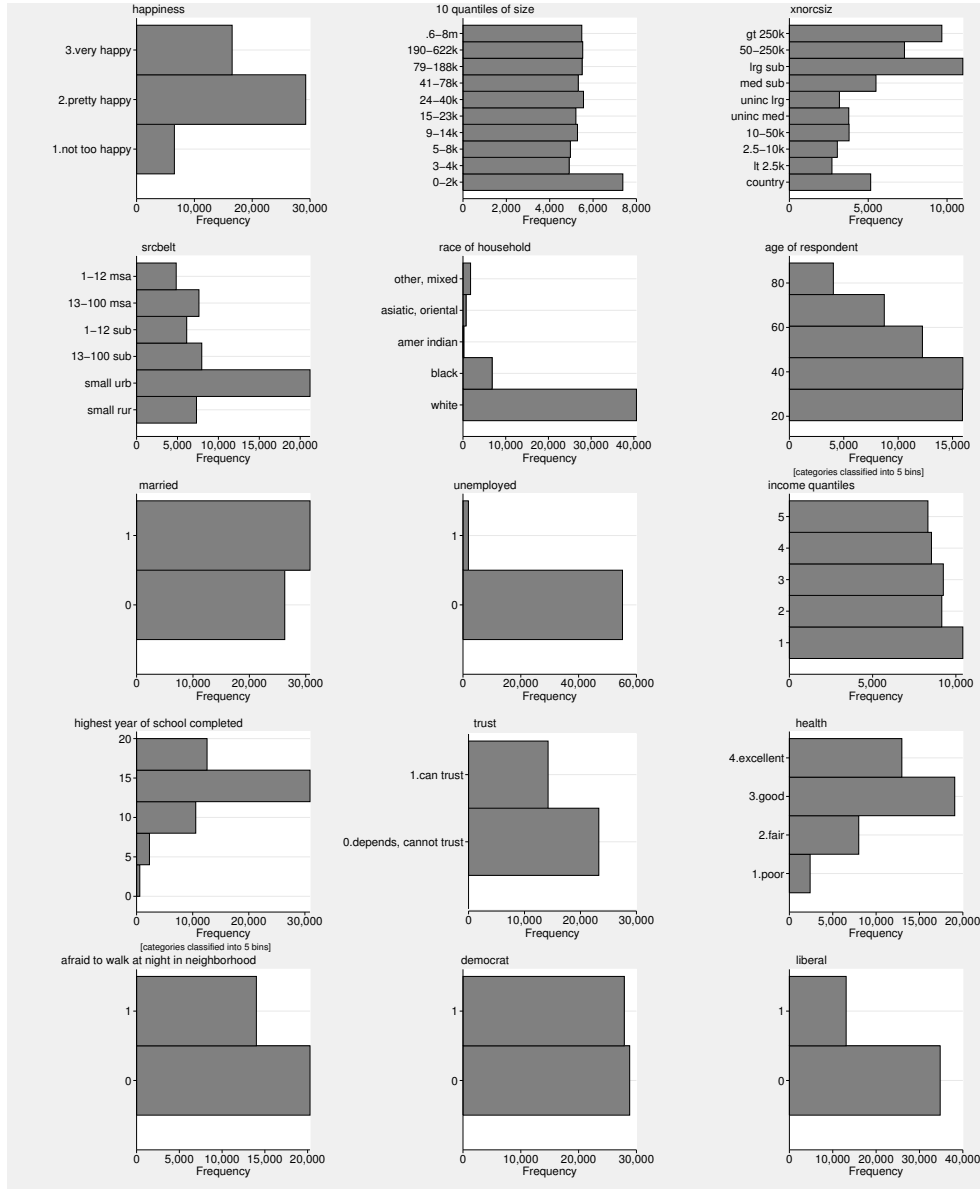 happiness
3.very happy
2.pretty happy
1.not too happy
0 10,000 20,000 30,000
Frequency
10 quantiles of size
.6−8m
190−622k
79−188k
41−78k
24−40k
15−23k
9−14k
5−8k
3−4k
0−2k
0 2,000 4,000 6,000 8,000
Frequency
xnorcsiz
gt 250k
50−250k
lrg sub
med sub
uninc lrg
uninc med
10−50k
2.5−10k
lt 2.5k
country
0 5,000 10,000
Frequency
srcbelt
1−12 msa
13−100 msa
1−12 sub
13−100 sub
small urb
small rur
0 5,000 10,000 15,000 20,000
Frequency
race of household
other, mixed
asiatic, oriental
amer indian
black
white
0 10,000 20,000 30,000 40,000
Frequency
age of respondent
80
60
40
20
0 5,000 10,000 15,000
Frequency
[categories classified into 5 bins]
married
1
0
0 10,000 20,000 30,000
Frequency
unemployed
1
0
0 20,000 40,000 60,000
Frequency
income quantiles
5
4
3
2
1
0 5,000 10,000
Frequency
highest year of school completed
20
15
10
5
0
0 10,000 20,000 30,000
Frequency
[categories classified into 5 bins]
trust
1.can trust
0.depends, cannot trust
0 10,000 20,000 30,000
Frequency
health
4.excellent
3.good
2.fair
1.poor
0 5,000 10,000 15,000 20,000
Frequency
afraid to walk at night in neighborhood
1
0
0 5,000 10,000 15,000 20,000
Frequency
democrat
1
0
0 10,000 20,000 30,000
Frequency
liberal
1
0
0 10,000 20,000 30,000 40,000
Frequency